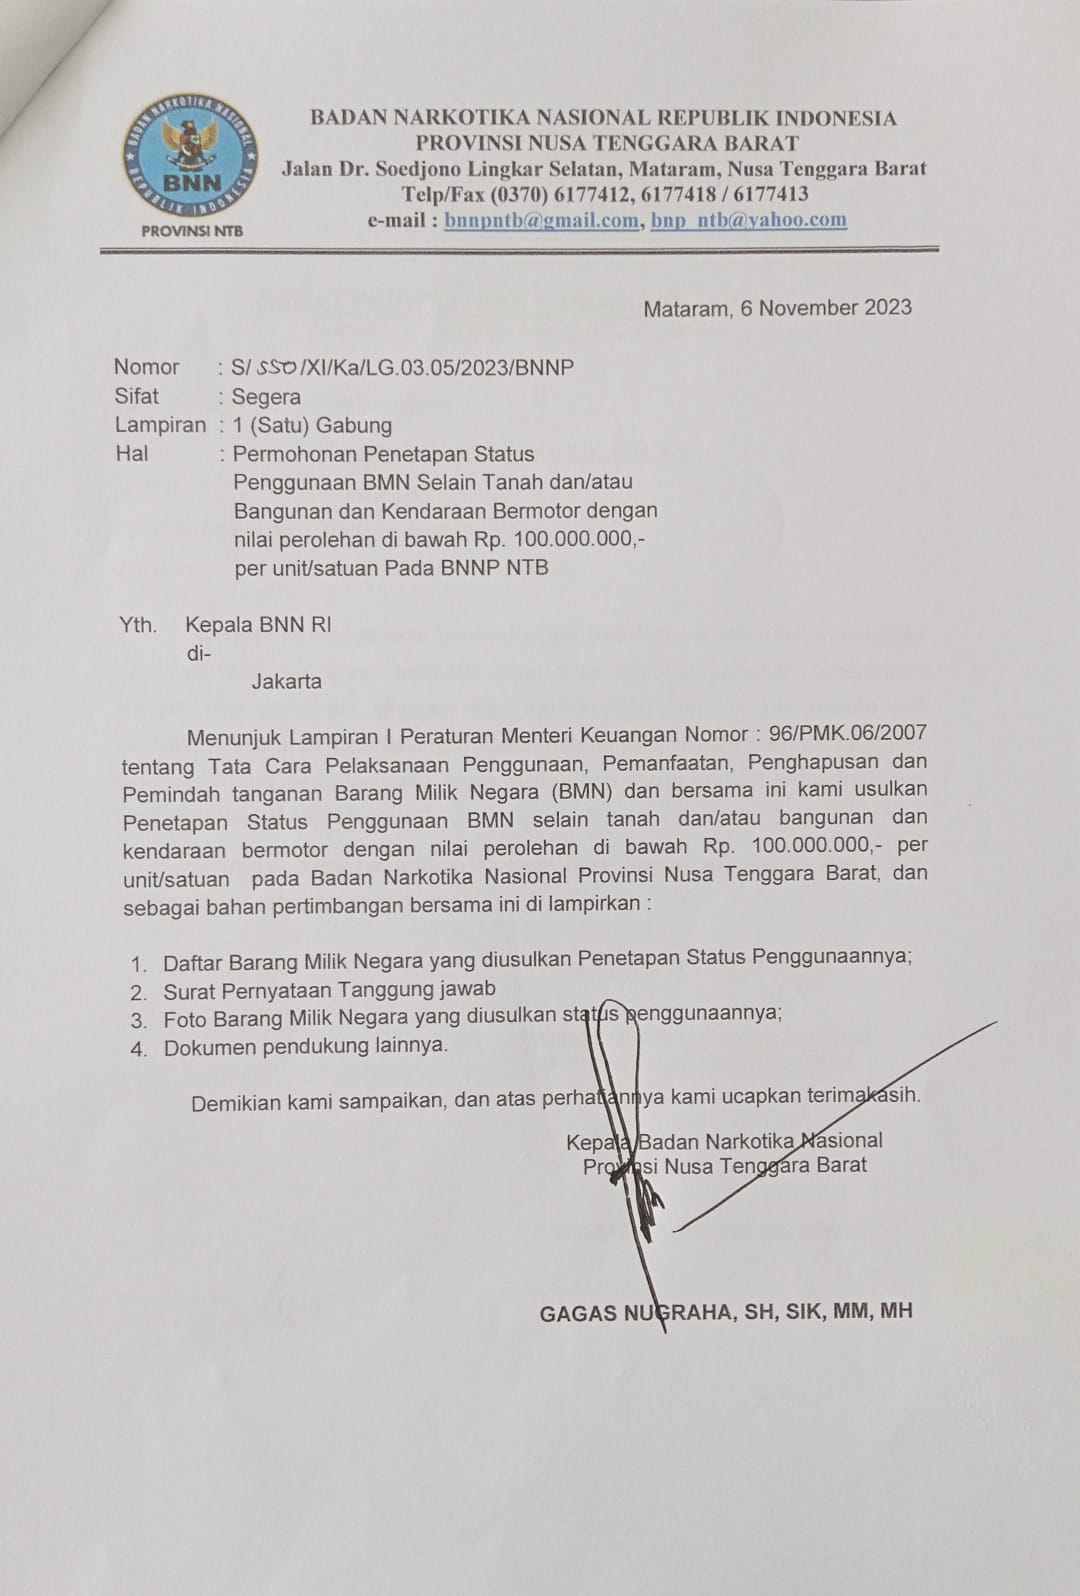 BADAN NARKOTIKA NASIONAL
REPUBLIK INDONESIA
BNN
PROVINSI NTB
BADAN NARKOTIKA NASIONAL REPUBLIK INDONESIA
PROVINSI NUSA TENGGARA BARAT
Jalan Dr. Soedjono Lingkar Selatan, Mataram, Nusa Tenggara Barat
Telp/Fax (0370) 6177412, 6177418 / 6177413
e-mail : bnnpntb@gmail.com, bnp_ntb@yahoo.com
Mataram, 6 November 2023
Nomor : S/ 550 /XI/Ka/LG.03.05/2023/BNNP
Sifat : Segera
Lampiran : 1 (Satu) Gabung
Hal : Permohonan Penetapan Status
Penggunaan BMN Selain Tanah dan/atau
Bangunan dan Kendaraan Bermotor dengan
nilai perolehan di bawah Rp. 100.000.000,-
per unit/satuan Pada BNNP NTB
Yth. Kepala BNN RI
di-
Jakarta
Menunjuk Lampiran I Peraturan Menteri Keuangan Nomor : 96/PMK.06/2007
tentang Tata Cara Pelaksanaan Penggunaan, Pemanfaatan, Penghapusan dan
Pemindah tanganan Barang Milik Negara (BMN) dan bersama ini kami usulkan
Penetapan Status Penggunaan BMN selain tanah dan/atau bangunan dan
kendaraan bermotor dengan nilai perolehan di bawah Rp. 100.000.000,- per
unit/satuan pada Badan Narkotika Nasional Provinsi Nusa Tenggara Barat, dan
sebagai bahan pertimbangan bersama ini di lampirkan :
1. Daftar Barang Milik Negara yang diusulkan Penetapan Status Penggunaannya;
2. Surat Pernyataan Tanggung jawab
3. Foto Barang Milik Negara yang diusulkan status penggunaannya;
4. Dokumen pendukung lainnya.
Demikian kami sampaikan, dan atas perhatiannya kami ucapkan terimakasih.
Kepala Badan Narkotika Nasional
Provinsi Nusa Tenggara Barat
GAGAS NUGRAHA, SH, SIK, MM, MH